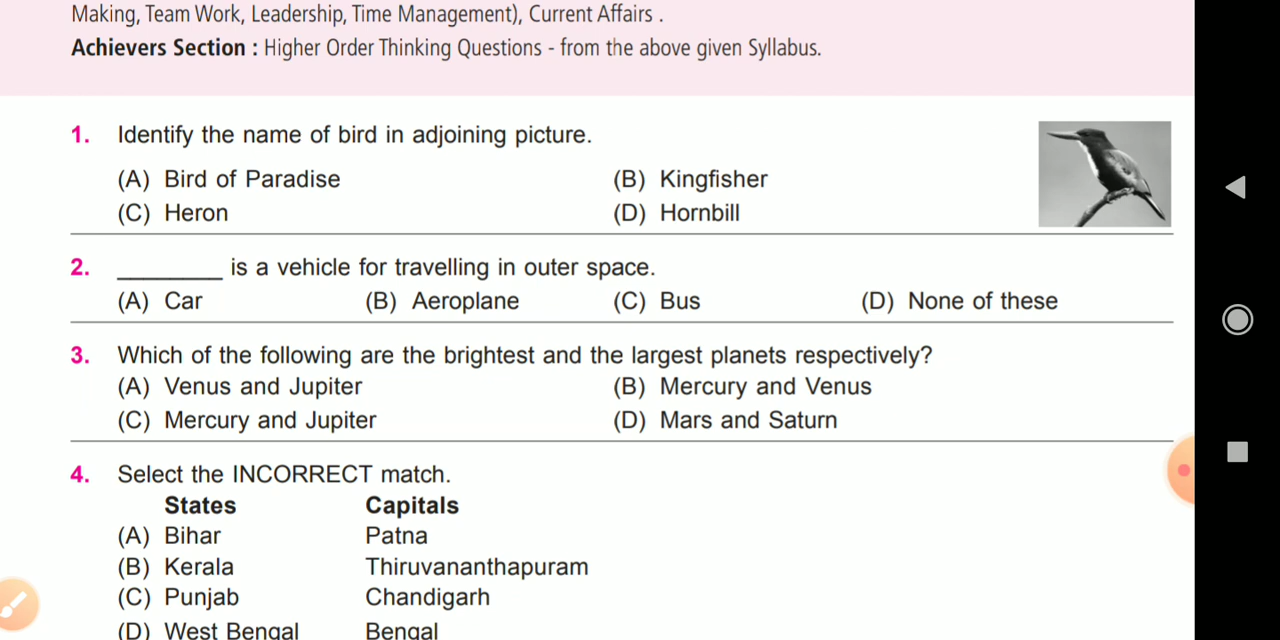 Making, Team Work, Leadership, Time Management), Current Affairs .
Achievers Section : Higher Order Thinking Questions - from the above given Syllabus.
1. Identify the name of bird in adjoining picture.
(A) Bird of Paradise (B) Kingfisher
(C) Heron (D) Hornbill
2. ________ is a vehicle for travelling in outer space.
(A) Car (B) Aeroplane (C) Bus (D) None of these
3. Which of the following are the brightest and the largest planets respectively?
(A) Venus and Jupiter (B) Mercury and Venus
(C) Mercury and Jupiter (D) Mars and Saturn
4. Select the INCORRECT match.
States Capitals
(A) Bihar Patna
(B) Kerala Thiruvananthapuram
(C) Punjab Chandigarh
(D) West Bengal Bengal